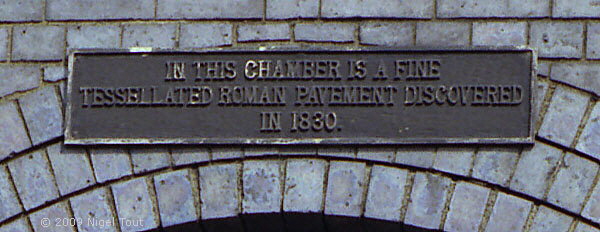 IN THIS CHAMBER IS A FINE
TESSELLATED ROMAN PAVEMENT DISCOVERED
IN 1830.
© 2009 Nigel Tout